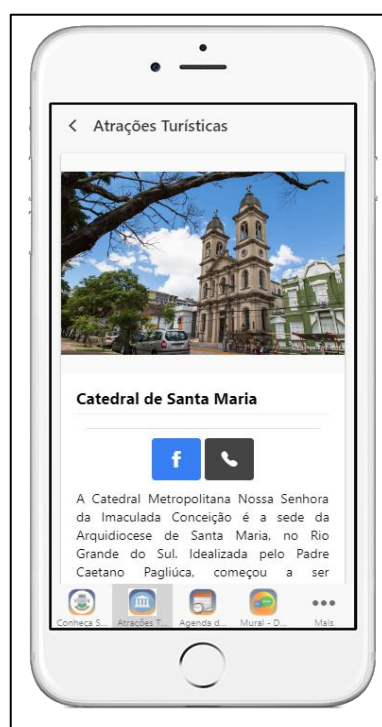 Atrações Turísticas
Catedral de Santa Maria
A Catedral Metropolitana Nossa Senhora
da Imaculada Conceição é a sede da
Arquidiocese de Santa Maria, no Rio
Grande do Sul. Idealizada pelo Padre
Caetano Pagliúca, começou a ser
Conheça S... Atrações T... Agenda d... Mural - D... Mais